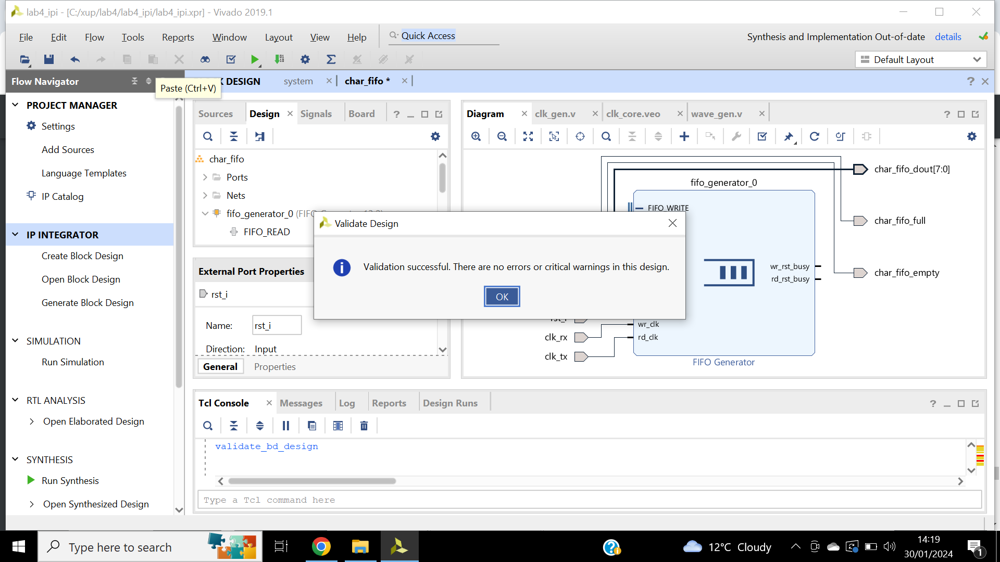 lab4_ipi - [C:/xup/lab4/lab4_ipi/lab4_ipi.xpr] - Vivado 2019.1
File Edit Flow Tools Reports Window Layout View Help Quick Access
Synthesis and Implementation Out-of-date details
Default Layout
Flow Navigator
Paste (Ctrl+V)
K DESIGN system char_fifo *
PROJECT MANAGER
Settings
Add Sources
Language Templates
IP Catalog
IP INTEGRATOR
Create Block Design
Open Block Design
Generate Block Design
SIMULATION
Run Simulation
RTL ANALYSIS
Open Elaborated Design
SYNTHESIS
Run Synthesis
Open Synthesized Design
Sources Design Signals Board
char_fifo
Ports
Nets
fifo_generator_0
FIFO_READ
External Port Properties
rst_i
Name: rst_i
Direction: Input
General Properties
Diagram clk_gen.v clk_core.veo wave_gen.v
char_fifo_dout[7:0]
fifo_generator_0
FIFO_WRITE
char_fifo_full
wr_rst_busy
char_fifo_empty
rd_rst_busy
rst_i
wr_clk
clk_rx
rd_clk
clk_tx
FIFO Generator
Validate Design
Validation successful. There are no errors or critical warnings in this design.
OK
Tcl Console Messages Log Reports Design Runs
validate_bd_design
Type a Tcl command here
Type here to search
12°C Cloudy
14:19
30/01/2024
1